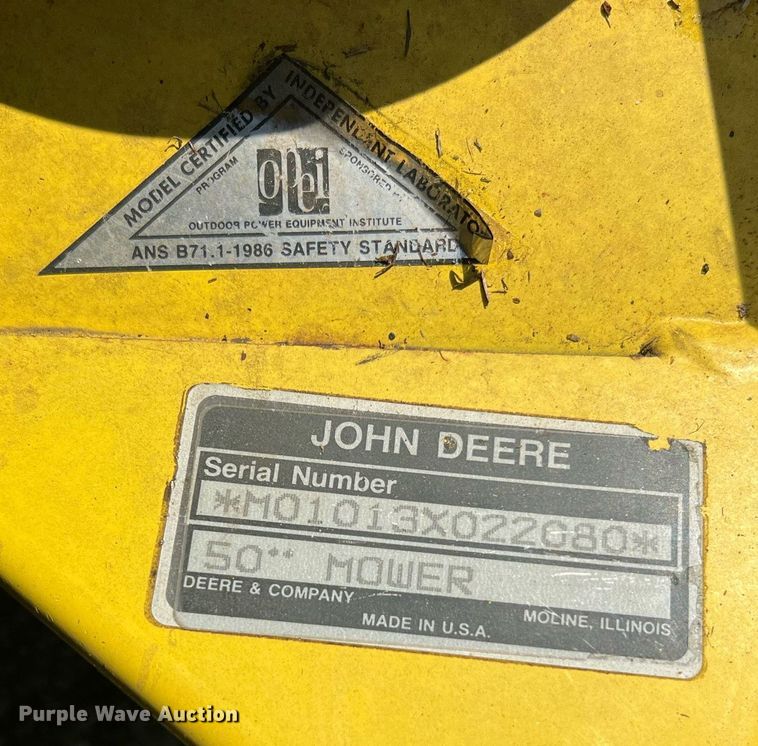 MODEL CERTIFIED BY
INDEPENDENT LABORATO
PROGRAM
SPONSORED
opei
OUTDOOR POWER EQUIPMENT INSTITUTE
ANS B71.1-1986 SAFETY STANDARD
JOHN DEERE
Serial Number
*M01013X022680*
50" MOWER
DEERE & COMPANY
MOLINE, ILLINOIS
MADE IN U.S.A.
Purple Wave Auction